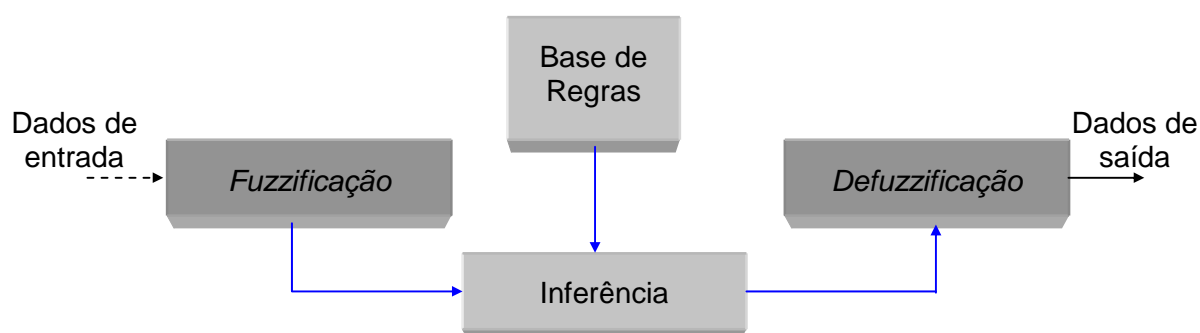 Base de
Regras
Dados de
entrada
Fuzzificação
Defuzzificação
Dados de
saída
Inferência